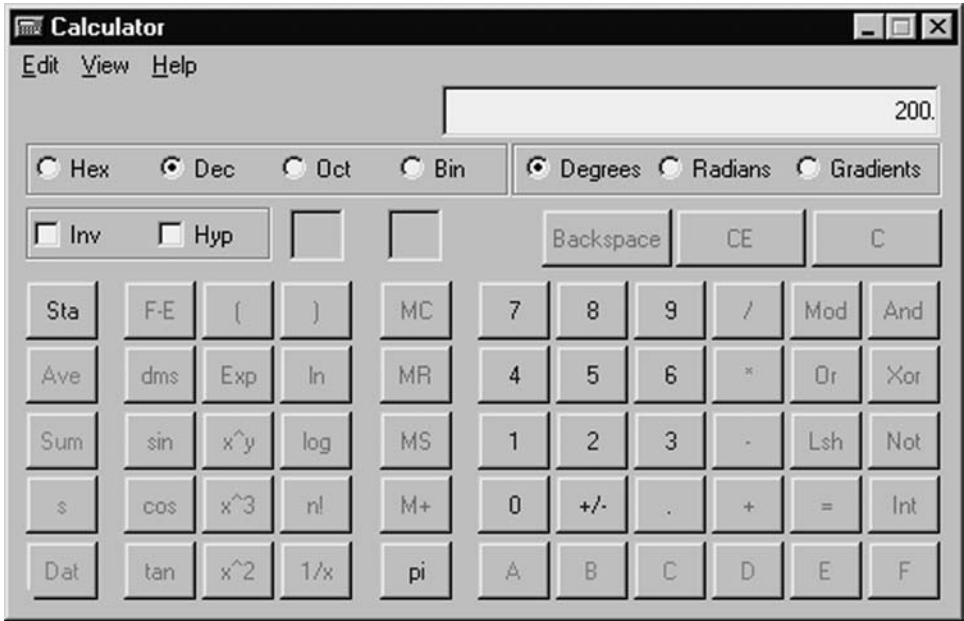 Calculator
Edit View Help
200.
Hex Dec Oct Bin Degrees Radians Gradients
Inv Hyp Backspace CE C
Sta F-E ( ) MC 7 8 9 / Mod And
Ave dms Exp ln MR 4 5 6 * Or Xor
Sum sin x^y log MS 1 2 3 - Lsh Not
s cos x^3 n! M+ 0 +/- . + = Int
Dat tan x^2 1/x pi A B C D E F